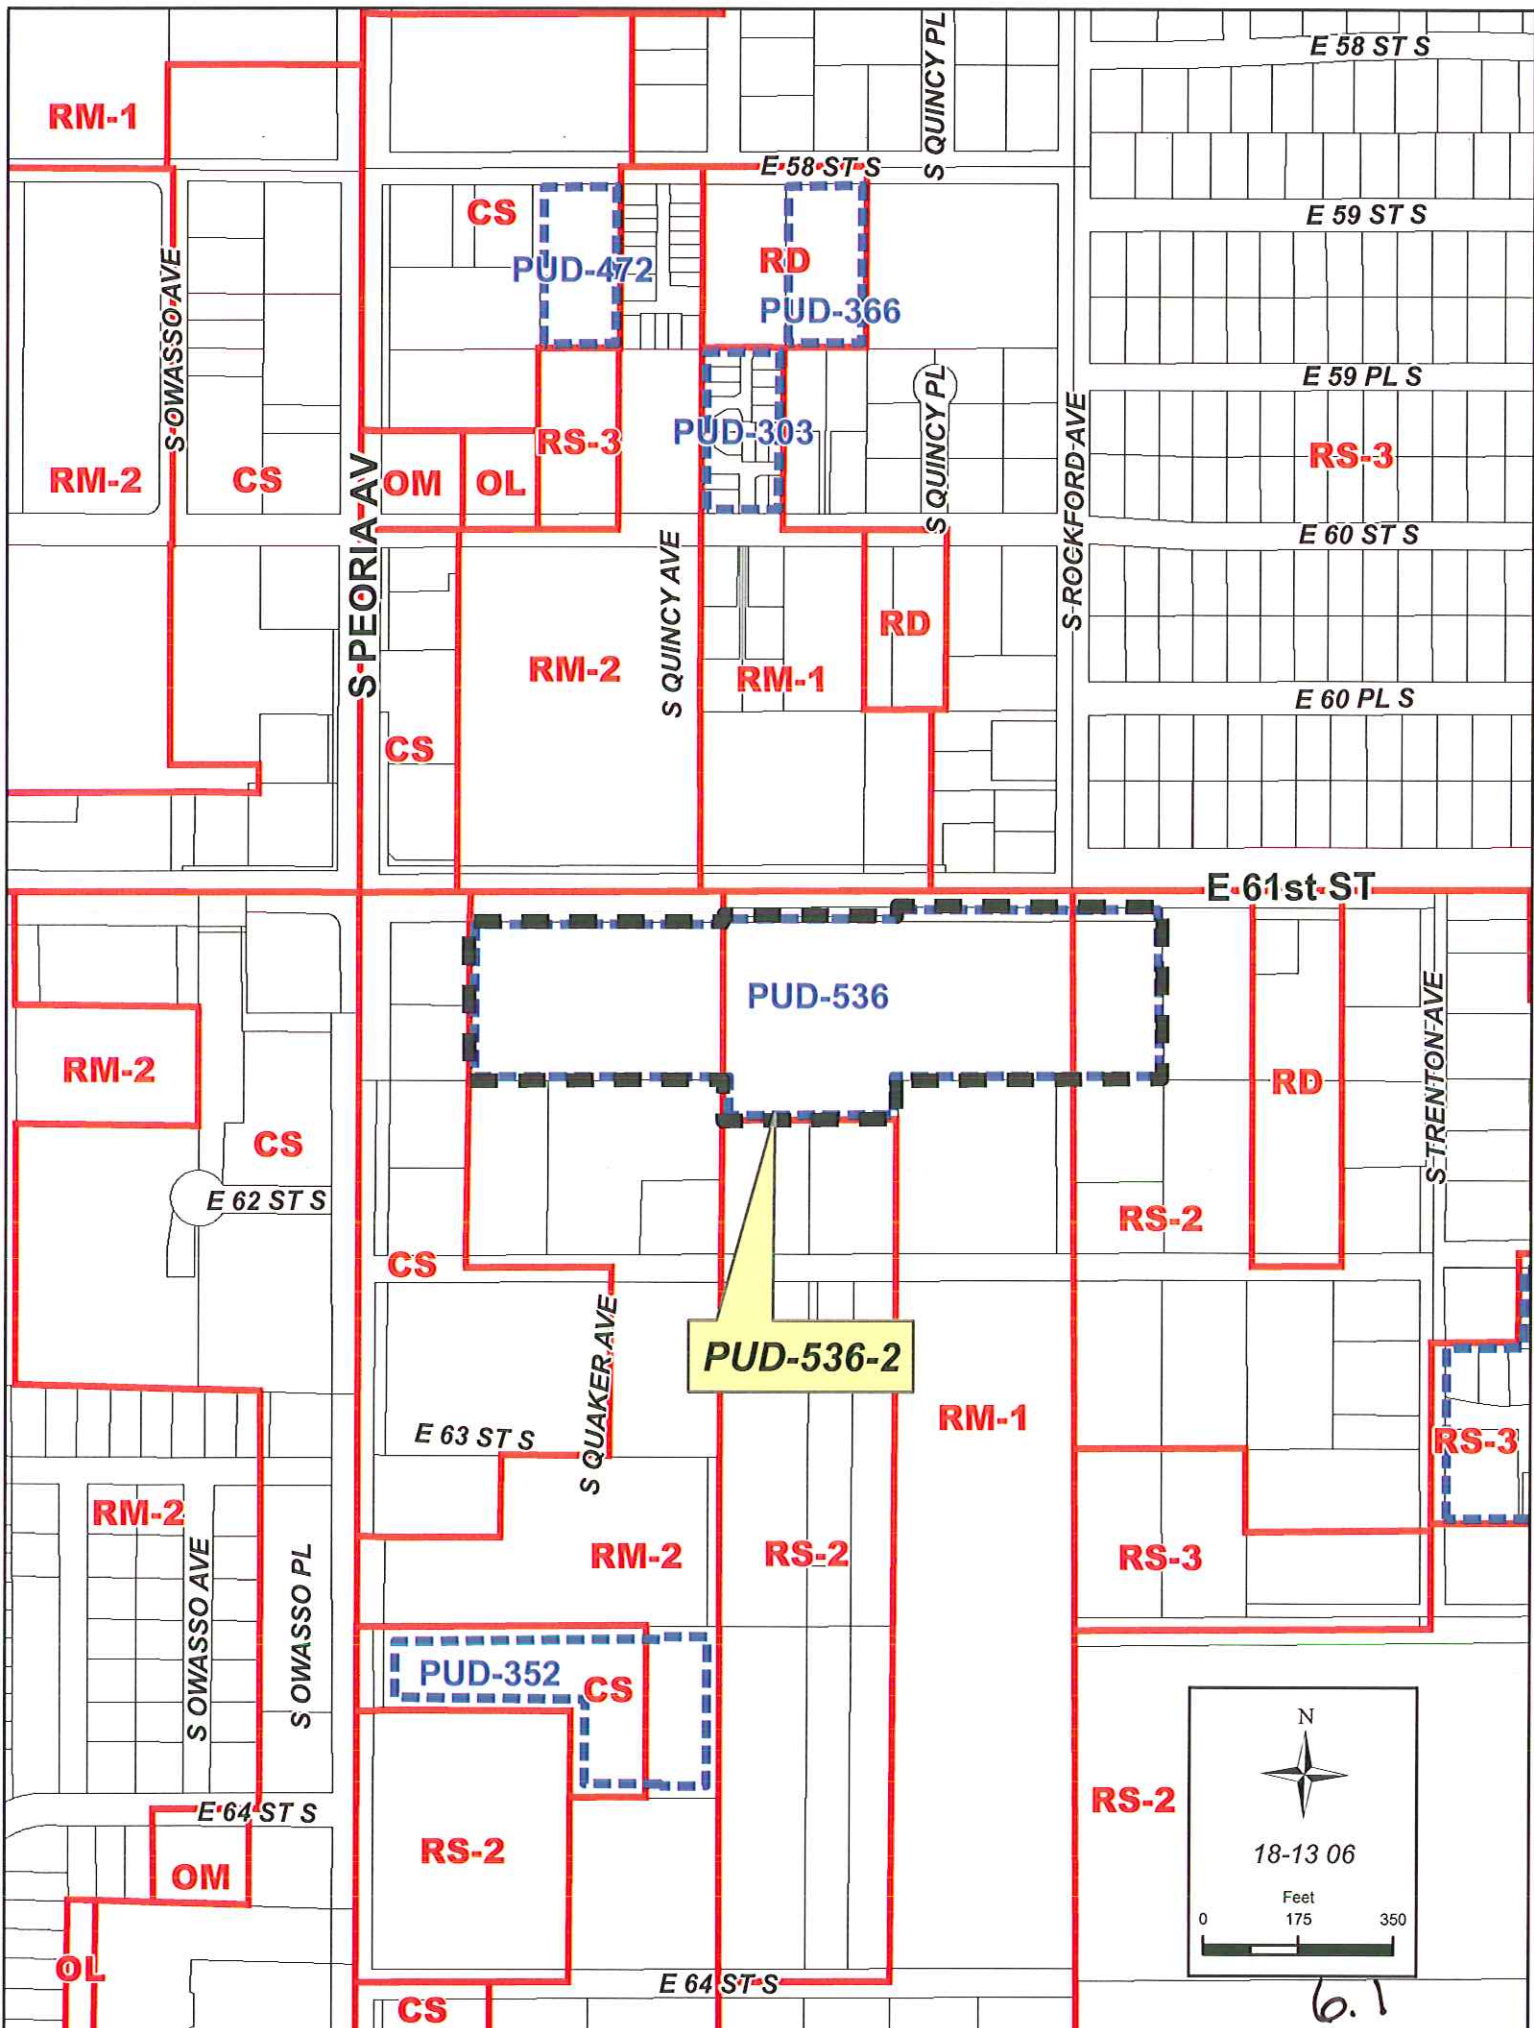 S QUINCY PL
E 58 ST S
RM-1
E 58 ST S
CS
E 59 ST S
RD
PUD-472
PUD-366
S OWASSO AVE
E 59 PL S
S QUINCY PL
S ROCKFORD AVE
PUD-303
RS-3
RS-3
RM-2
CS
OM
OL
S PEORIA AV
E 60 ST S
S QUINCY AVE
RD
RM-2
RM-1
E 60 PL S
CS
E 61st ST
PUD-536
S TRENTON AVE
RM-2
RD
CS
E 62 ST S
RS-2
CS
S QUAKER AVE
PUD-536-2
RM-1
E 63 ST S
RS-3
RM-2
S OWASSO AVE
S OWASSO PL
RM-2
RS-2
RS-3
PUD-352
CS
RS-2
E 64 ST S
RS-2
OM
OL
E 64 ST S
CS
N
18-13 06
Feet
0 175 350
6.1